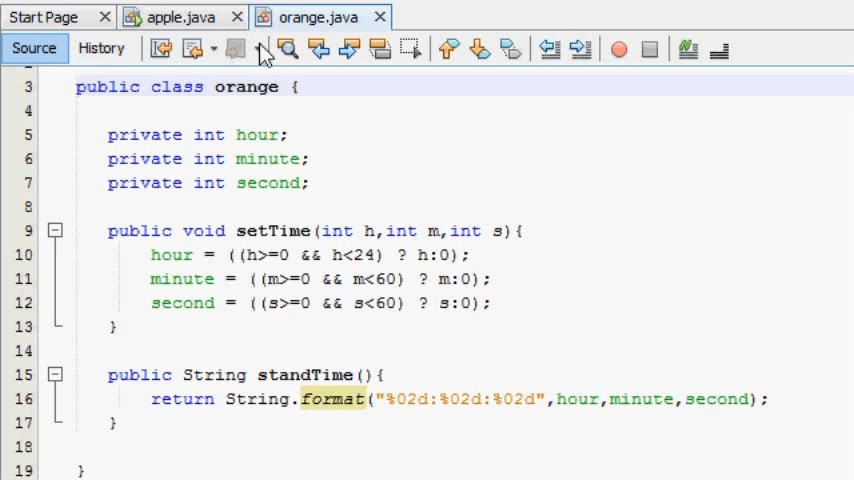 Start Page apple.java orange.java
Source History
3 public class orange {
4
5 private int hour;
6 private int minute;
7 private int second;
8
9 public void setTime(int h,int m,int s){
10 hour = ((h>=0 && h<24) ? h:0);
11 minute = ((m>=0 && m<60) ? m:0);
12 second = ((s>=0 && s<60) ? s:0);
13 }
14
15 public String standTime(){
16 return String.format("%02d:%02d:%02d",hour,minute,second);
17 }
18
19 }